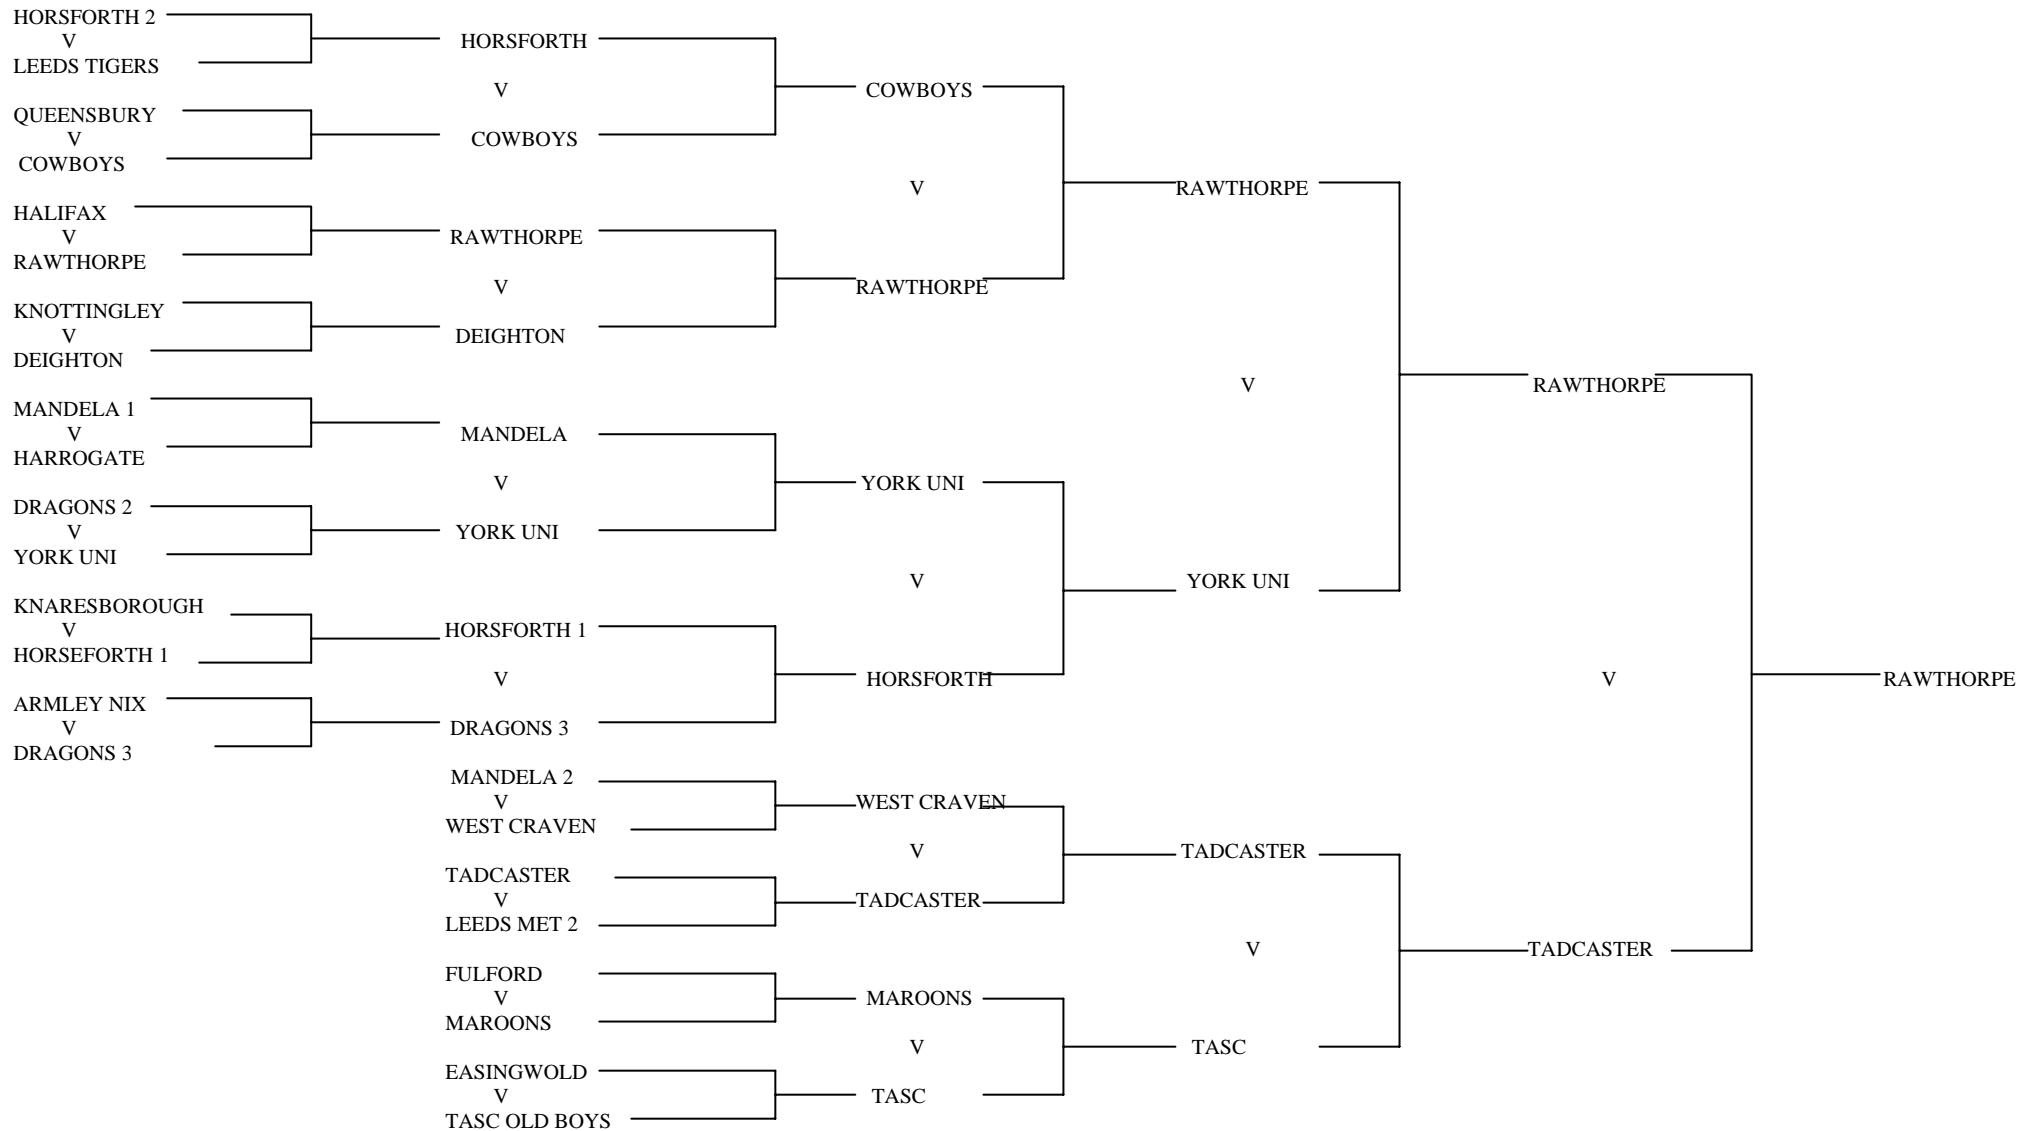 HORSFORTH 2
V
LEEDS TIGERS
QUEENSBURY
V
COWBOYS
HALIFAX
V
RAWTHORPE
KNOTTINGLEY
V
DEIGHTON
MANDELA 1
V
HARROGATE
DRAGONS 2
V
YORK UNI
KNARESBOROUGH
V
HORSEFORTH 1
ARMLEY NIX
V
DRAGONS 3
HORSFORTH
V
COWBOYS
RAWTHORPE
V
DEIGHTON
MANDELA
V
YORK UNI
HORSFORTH 1
V
DRAGONS 3
MANDELA 2
V
WEST CRAVEN
TADCASTER
V
LEEDS MET 2
FULFORD
V
MAROONS
EASINGWOLD
V
TASC OLD BOYS
COWBOYS
V
RAWTHORPE
YORK UNI
V
HORSFORTH
WEST CRAVEN
V
TADCASTER
MAROONS
V
TASC
RAWTHORPE
V
YORK UNI
TADCASTER
V
TASC
RAWTHORPE
V
TADCASTER
RAWTHORPE